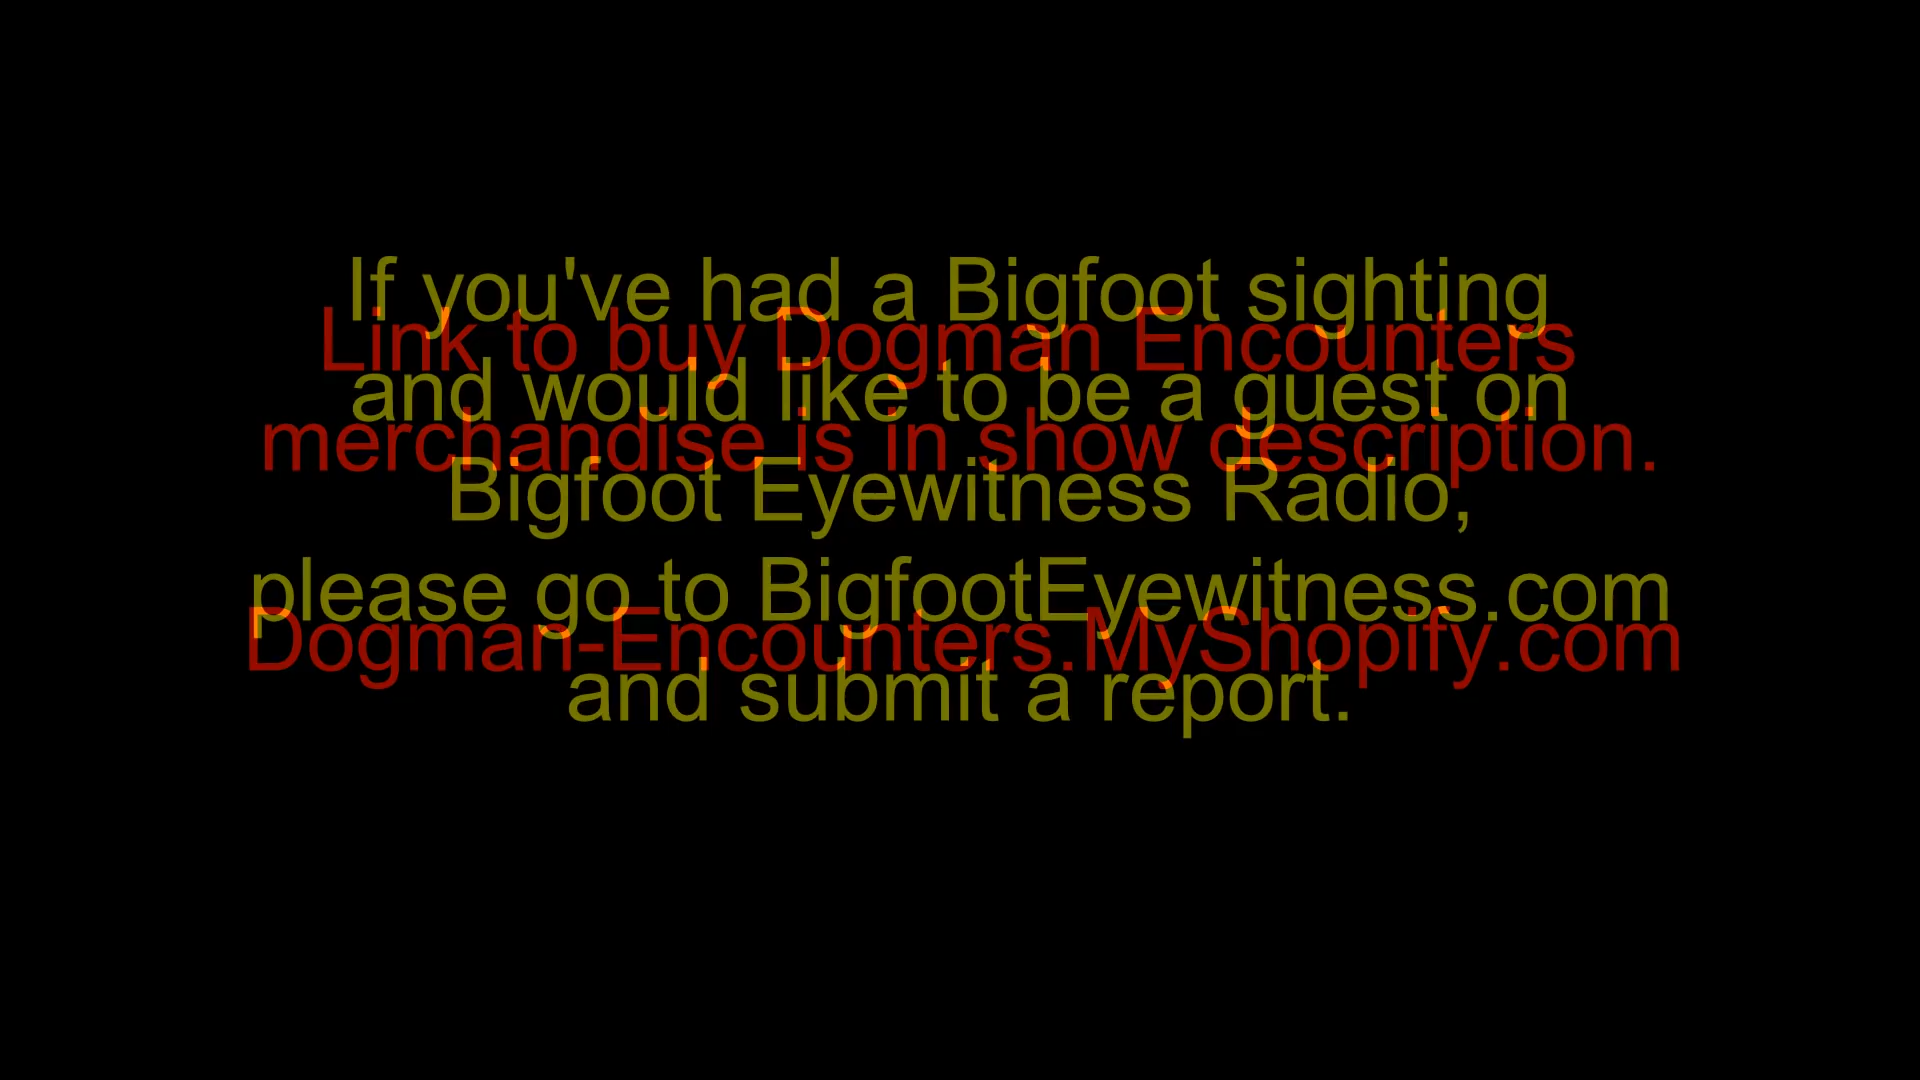 If you've had a Bigfoot sighting
and would like to be a guest on
Bigfoot Eyewitness Radio,
please go to BigfootEyewitness.com
and submit a report.
Link to buy Dogman Encounters
merchandise is in show description.
Dogman-Encounters.MyShopify.com